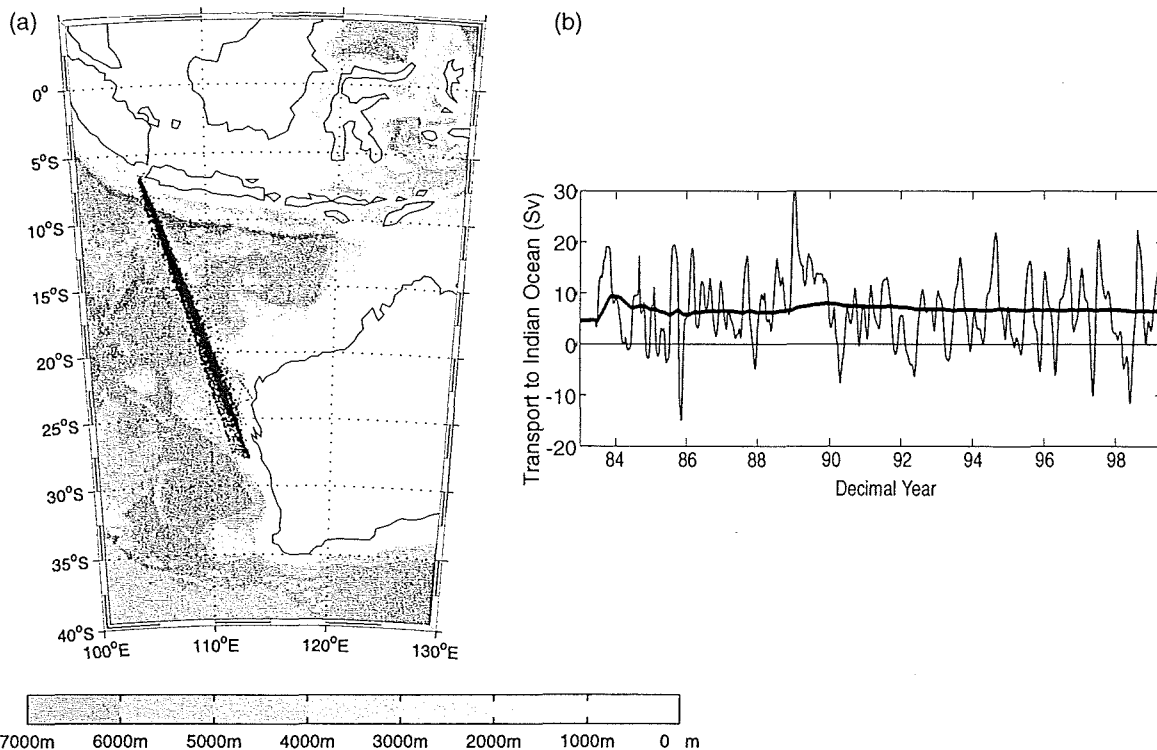 (a)
0°
5°S
10°S
15°S
20°S
25°S
30°S
35°S
40°S
100°E 110°E 120°E 130°E
7000m 6000m 5000m 4000m 3000m 2000m 1000m 0 m
(b)
Transport to Indian Ocean (Sv)
30
20
10
0
-10
-20
84 86 88 90 92 94 96 98
Decimal Year